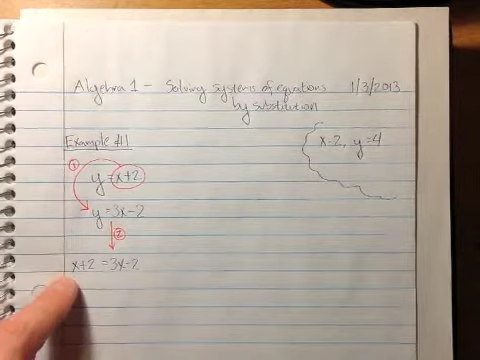 Algebra 1 - Solving systems of equations 1/3/2013
by substitution
Example #1
x-2, y=4
①
y=x+2
y=3x-2
②
x+2=3x-2